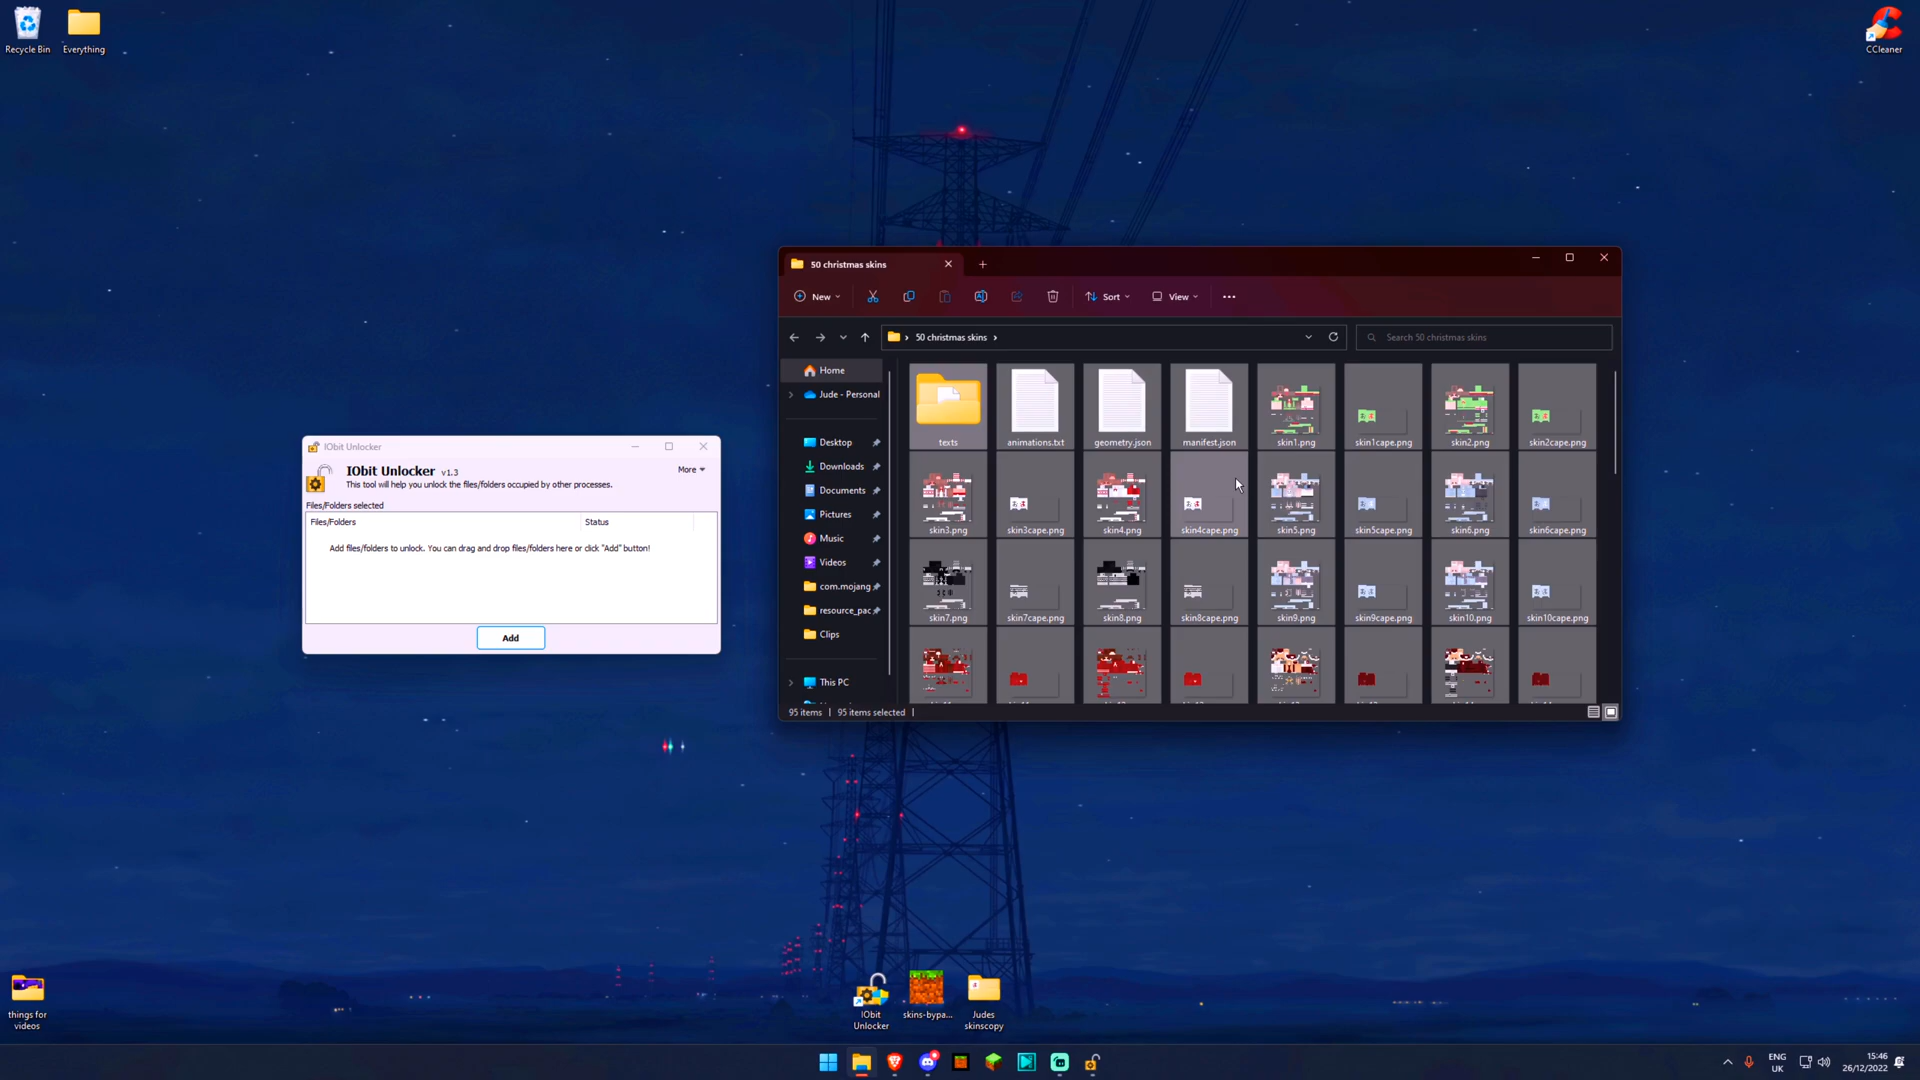 Recycle Bin
Everything
CCleaner
50 christmas skins
New
Sort
View
50 christmas skins
Search 50 christmas skins
Home
Jude - Personal
Desktop
Downloads
Documents
Pictures
Music
Videos
com.mojang
resource_pac
Clips
This PC
texts
animations.txt
geometry.json
manifest.json
skin1.png
skin1cape.png
skin2.png
skin2cape.png
skin3.png
skin3cape.png
skin4.png
skin4cape.png
skin5.png
skin5cape.png
skin6.png
skin6cape.png
skin7.png
skin7cape.png
skin8.png
skin8cape.png
skin9.png
skin9cape.png
skin10.png
skin10cape.png
95 items
95 items selected
IObit Unlocker
IObit Unlocker v1.3
More
This tool will help you unlock the files/folders occupied by other processes.
Files/Folders selected
Files/Folders
Status
Add files/folders to unlock. You can drag and drop files/folders here or click "Add" button!
Add
things for
videos
IObit
Unlocker
skins-bypa...
Judes
skinscopy
ENG
UK
15:46
26/12/2022